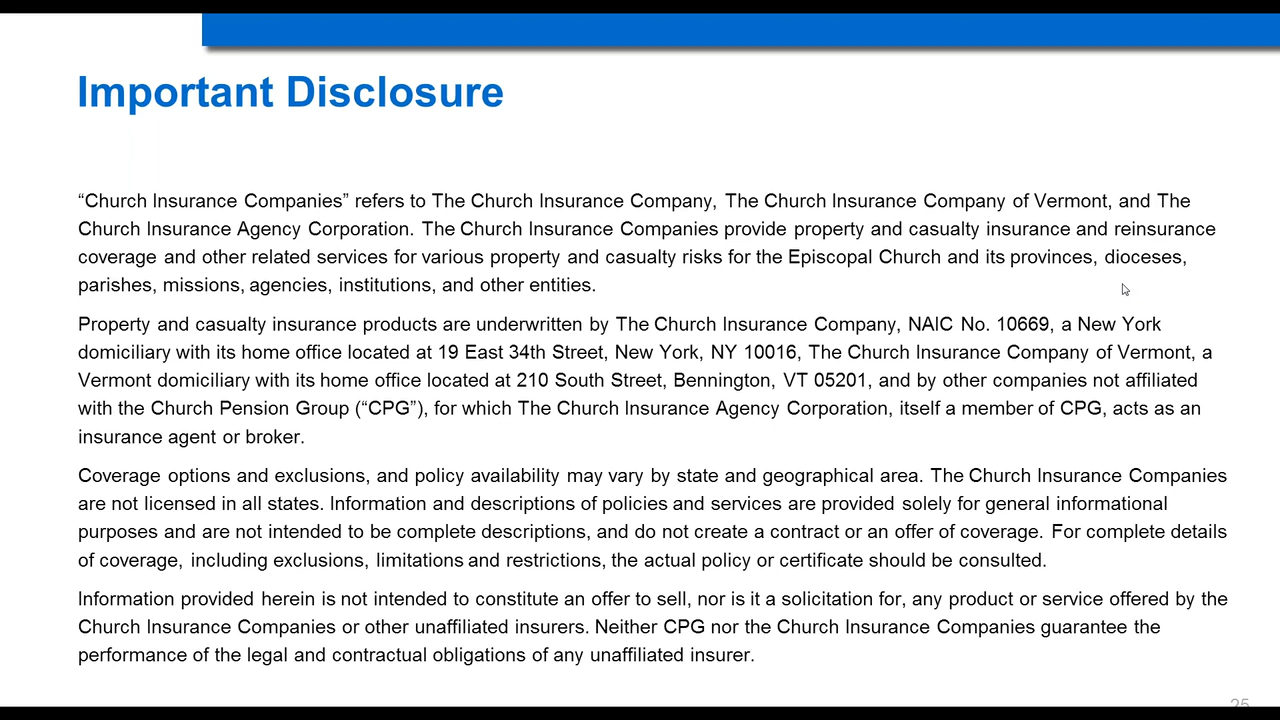 Important Disclosure
“Church Insurance Companies” refers to The Church Insurance Company, The Church Insurance Company of Vermont, and The
Church Insurance Agency Corporation. The Church Insurance Companies provide property and casualty insurance and reinsurance
coverage and other related services for various property and casualty risks for the Episcopal Church and its provinces, dioceses,
parishes, missions, agencies, institutions, and other entities.
Property and casualty insurance products are underwritten by The Church Insurance Company, NAIC No. 10669, a New York
domiciliary with its home office located at 19 East 34th Street, New York, NY 10016, The Church Insurance Company of Vermont, a
Vermont domiciliary with its home office located at 210 South Street, Bennington, VT 05201, and by other companies not affiliated
with the Church Pension Group (“CPG”), for which The Church Insurance Agency Corporation, itself a member of CPG, acts as an
insurance agent or broker.
Coverage options and exclusions, and policy availability may vary by state and geographical area. The Church Insurance Companies
are not licensed in all states. Information and descriptions of policies and services are provided solely for general informational
purposes and are not intended to be complete descriptions, and do not create a contract or an offer of coverage. For complete details
of coverage, including exclusions, limitations and restrictions, the actual policy or certificate should be consulted.
Information provided herein is not intended to constitute an offer to sell, nor is it a solicitation for, any product or service offered by the
Church Insurance Companies or other unaffiliated insurers. Neither CPG nor the Church Insurance Companies guarantee the
performance of the legal and contractual obligations of any unaffiliated insurer.
25